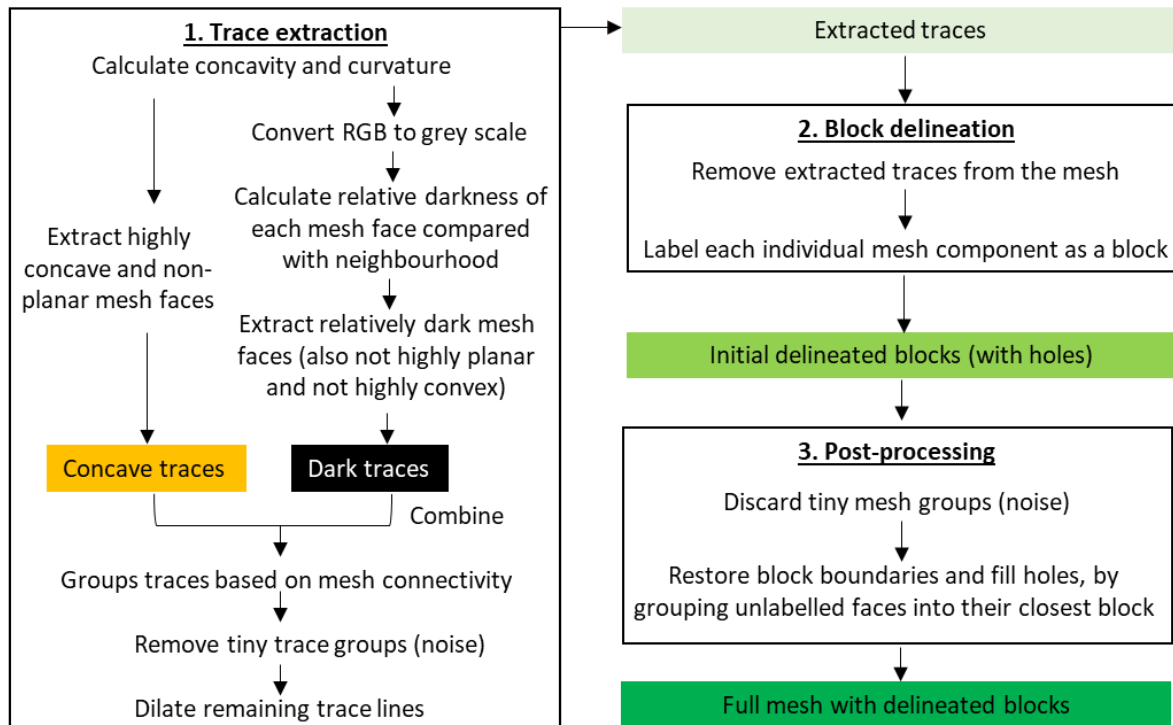 1. Trace extraction
Calculate concavity and curvature
Extract highly
concave and non-
planar mesh faces
Convert RGB to grey scale
Calculate relative darkness of
each mesh face compared
with neighbourhood
Extract relatively dark mesh
faces (also not highly planar
and not highly convex)
Concave traces
Dark traces
Combine
Groups traces based on mesh connectivity
Remove tiny trace groups (noise)
Dilate remaining trace lines
Extracted traces
2. Block delineation
Remove extracted traces from the mesh
Label each individual mesh component as a block
Initial delineated blocks (with holes)
3. Post-processing
Discard tiny mesh groups (noise)
Restore block boundaries and fill holes, by
grouping unlabelled faces into their closest block
Full mesh with delineated blocks